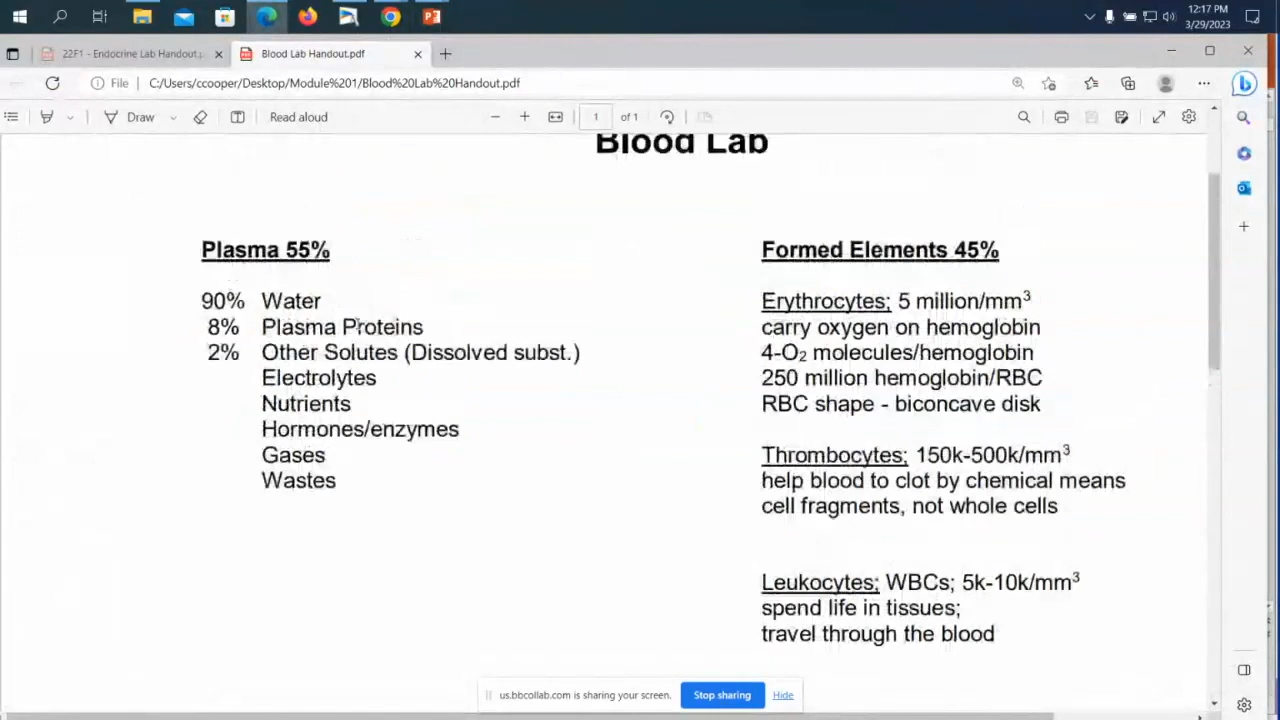 12:17 PM
3/29/2023
22F1 - Endocrine Lab Handout.p
Blood Lab Handout.pdf
File
C:/Users/ccooper/Desktop/Module%201/Blood%20Lab%20Handout.pdf
Draw
Read aloud
1
of 1
Blood Lab
Plasma 55%
90% Water
8% Plasma Proteins
2% Other Solutes (Dissolved subst.)
Electrolytes
Nutrients
Hormones/enzymes
Gases
Wastes
Formed Elements 45%
Erythrocytes; 5 million/mm³
carry oxygen on hemoglobin
4-O₂ molecules/hemoglobin
250 million hemoglobin/RBC
RBC shape - biconcave disk
Thrombocytes; 150k-500k/mm³
help blood to clot by chemical means
cell fragments, not whole cells
Leukocytes; WBCs; 5k-10k/mm³
spend life in tissues;
travel through the blood
us.bbcollab.com is sharing your screen.
Stop sharing
Hide